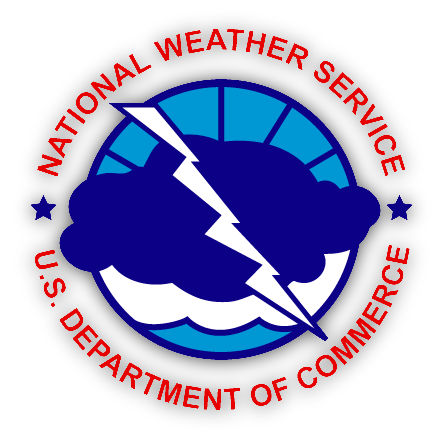 NATIONAL WEATHER SERVICE
U.S. DEPARTMENT OF COMMERCE